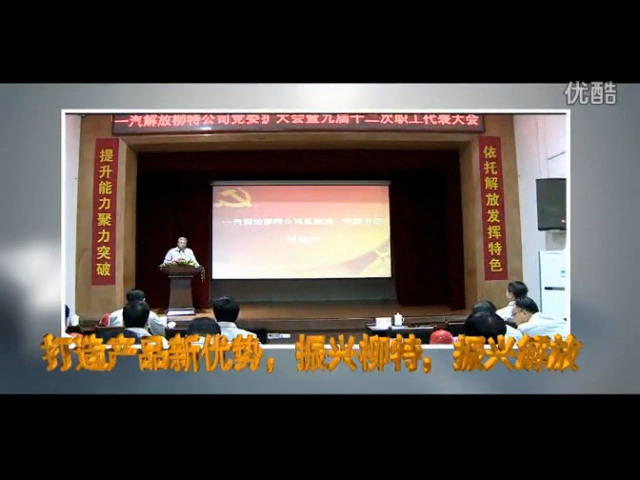 优酷
一汽解放柳特公司党委扩大会暨九届十二次职工代表大会
提升能力聚力突破
依托解放发挥特色
打造产品新优势，振兴柳特，振兴解放